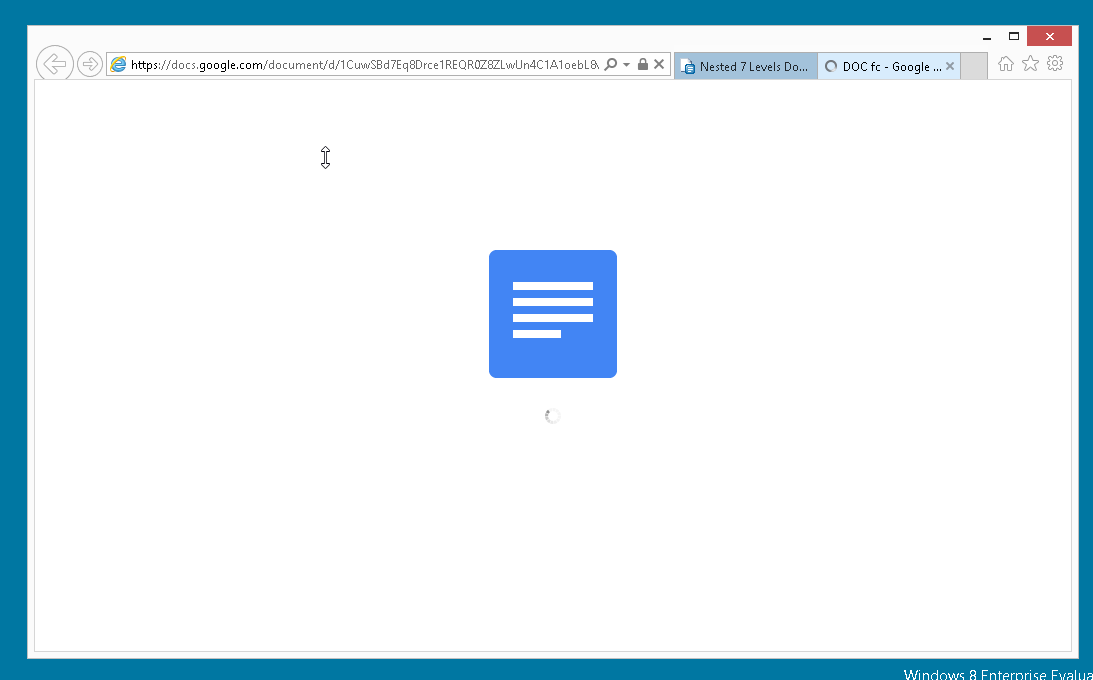 https://docs.google.com/document/d/1CuwSBd7Eq8Drce1REQR0Z8ZLwUn4C1A1oebL8\
Nested 7 Levels Do...
DOC fc - Google ...
Windows 8 Enterprise Evalua